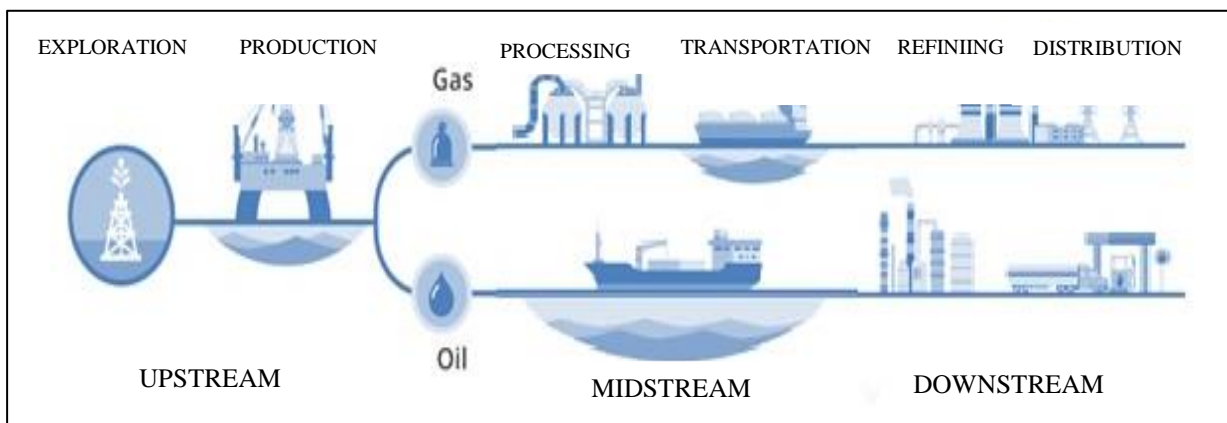 EXPLORATION PRODUCTION PROCESSING TRANSPORTATION REFINIING DISTRIBUTION
Gas
Oil
UPSTREAM MIDSTREAM DOWNSTREAM